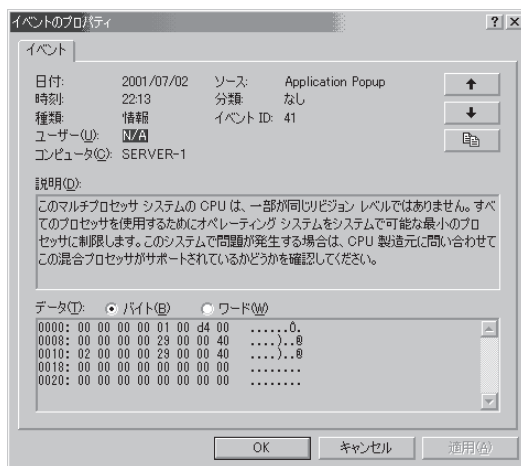 イベントのプロパティ
イベント
日付: 2001/07/02 ソース: Application Popup
時刻: 22:13 分類: なし
種類: 情報 イベント ID: 41
ユーザー(U): N/A
コンピュータ(C): SERVER-1
説明(D):
このマルチプロセッサ システムの CPU は、一部が同じリビジョン レベルではありません。すべ
てのプロセッサを使用するためにオペレーティング システムをシステムで可能な最小のプロ
セッサに制限します。このシステムで問題が発生する場合は、CPU 製造元に問い合わせて
この混合プロセッサがサポートされているかどうかを確認してください。
データ(T): バイト(B) ワード(W)
0000: 00 00 00 00 01 00 d4 00 ......Ô.
0008: 00 00 00 00 29 00 00 40 ....)..@
0010: 02 00 00 00 29 00 00 40 ....)..@
0018: 00 00 00 00 00 00 00 00 ........
0020: 00 00 00 00 00 00 00 00 ........
OK キャンセル 適用(A)